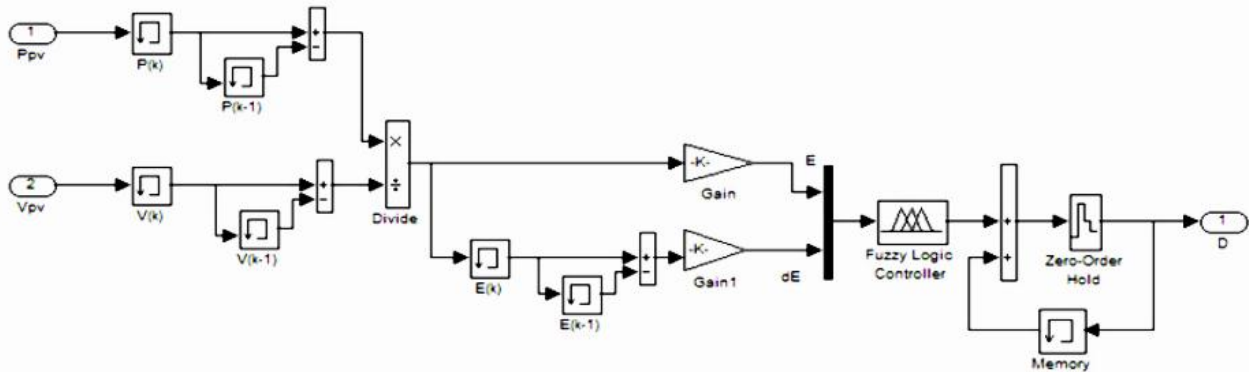 1
Ppv
P(k)
P(k-1)
+
−
2
Vpv
V(k)
V(k-1)
+
−
×
÷
Divide
E(k)
E(k-1)
+
−
-K-
Gain
-K-
Gain1
E
dE
Fuzzy Logic
Controller
+
+
Zero-Order
Hold
Memory
1
D